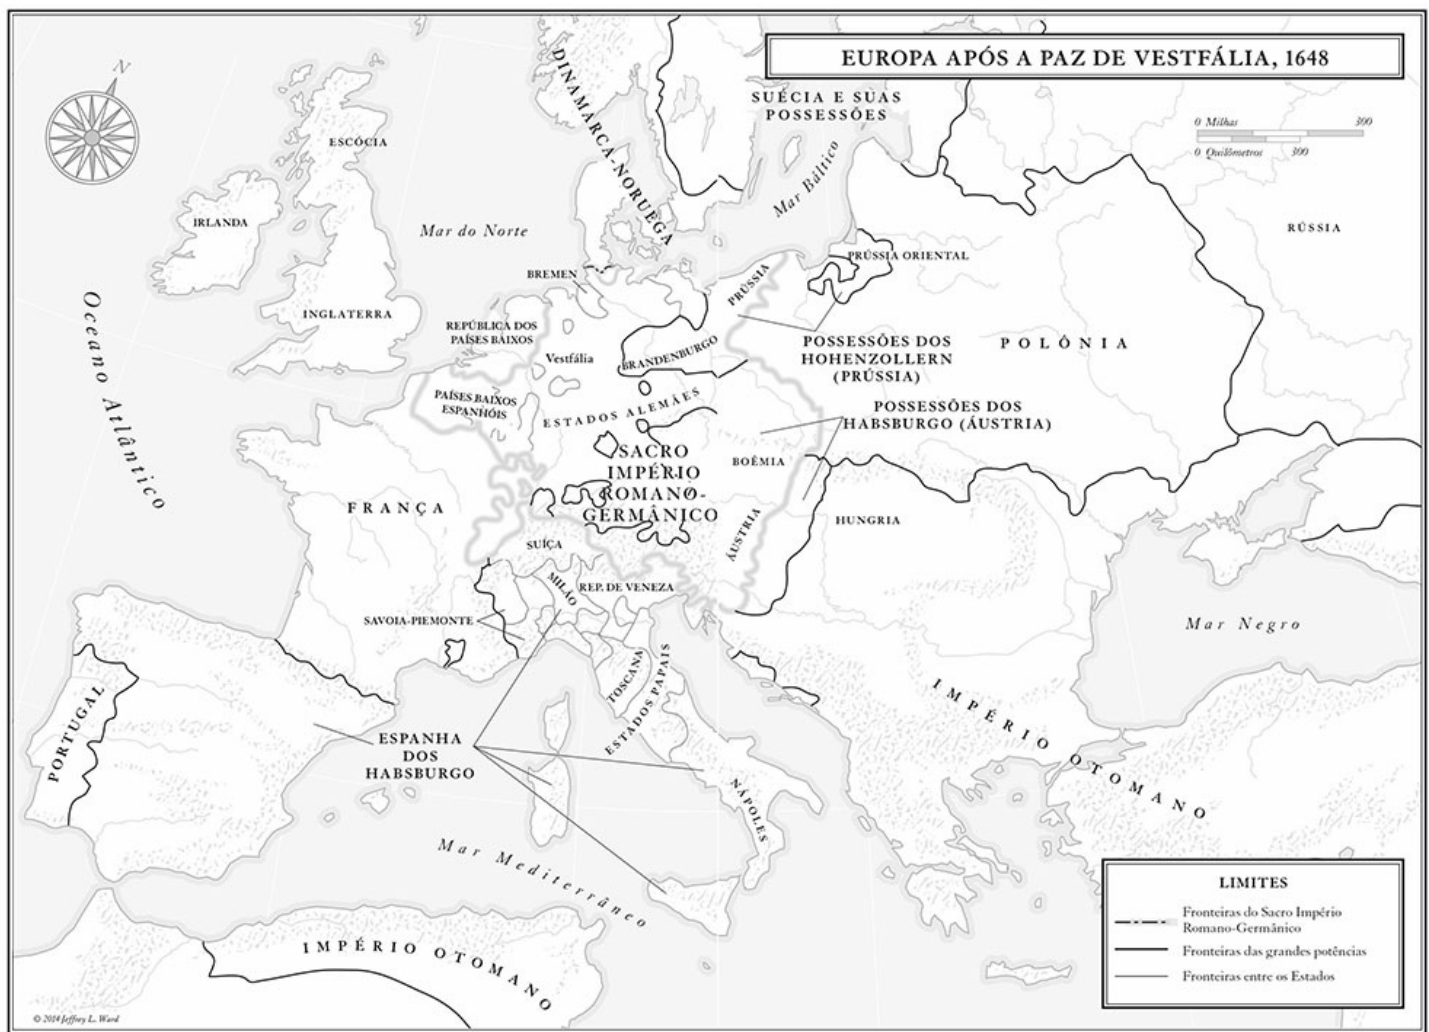 EUROPA APÓS A PAZ DE VESTFÁLIA, 1648
N
DINAMARCA-NORUEGA
SUÉCIA E SUAS
POSSESSÕES
0 Milhas 300
0 Quilômetros 300
ESCÓCIA
Mar Báltico
IRLANDA
Mar do Norte
RÚSSIA
PRÚSSIA ORIENTAL
BREMEN
PRÚSSIA
Oceano Atlântico
INGLATERRA
REPÚBLICA DOS
PAÍSES BAIXOS
Vestfália
BRANDENBURGO
POSSESSÕES DOS
HOHENZOLLERN
(PRÚSSIA)
POLÔNIA
PAÍSES BAIXOS
ESPANHÓIS
ESTADOS ALEMÃES
POSSESSÕES DOS
HABSBURGO (ÁUSTRIA)
SACRO
IMPÉRIO
ROMANO-
GERMÂNICO
BOÊMIA
FRANÇA
HUNGRIA
ÁUSTRIA
SUÍÇA
MILÃO
REP. DE VENEZA
SAVOIA-PIEMONTE
Mar Negro
TOSCANA
ESTADOS PAPAIS
PORTUGAL
ESPANHA
DOS
HABSBURGO
IMPÉRIO OTOMANO
NÁPOLES
Mar Mediterrâneo
IMPÉRIO OTOMANO
LIMITES
Fronteiras do Sacro Império
Romano-Germânico
Fronteiras das grandes potências
Fronteiras entre os Estados
© 2014 Jeffrey L. Ward